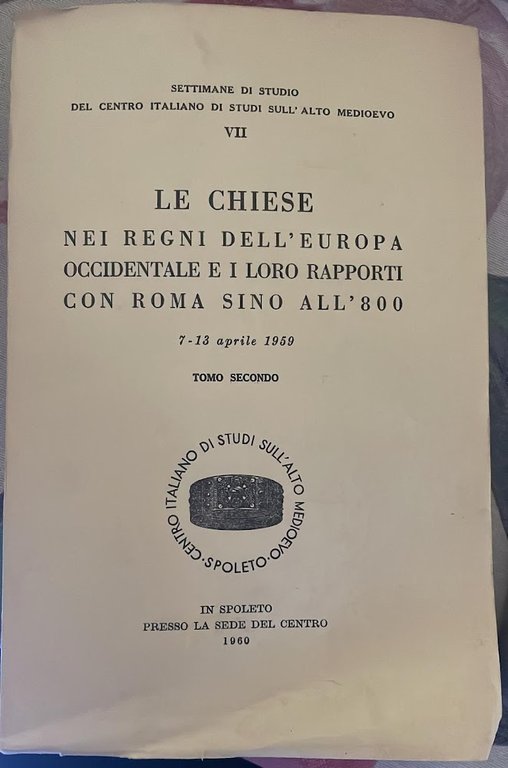 SETTIMANE DI STUDIO
DEL CENTRO ITALIANO DI STUDI SULL'ALTO MEDIOEVO
VII
LE CHIESE
NEI REGNI DELL'EUROPA
OCCIDENTALE E I LORO RAPPORTI
CON ROMA SINO ALL'800
7-13 aprile 1959
TOMO SECONDO
CENTRO ITALIANO DI STUDI SULL'ALTO MEDIOEVO · SPOLETO ·
IN SPOLETO
PRESSO LA SEDE DEL CENTRO
1960